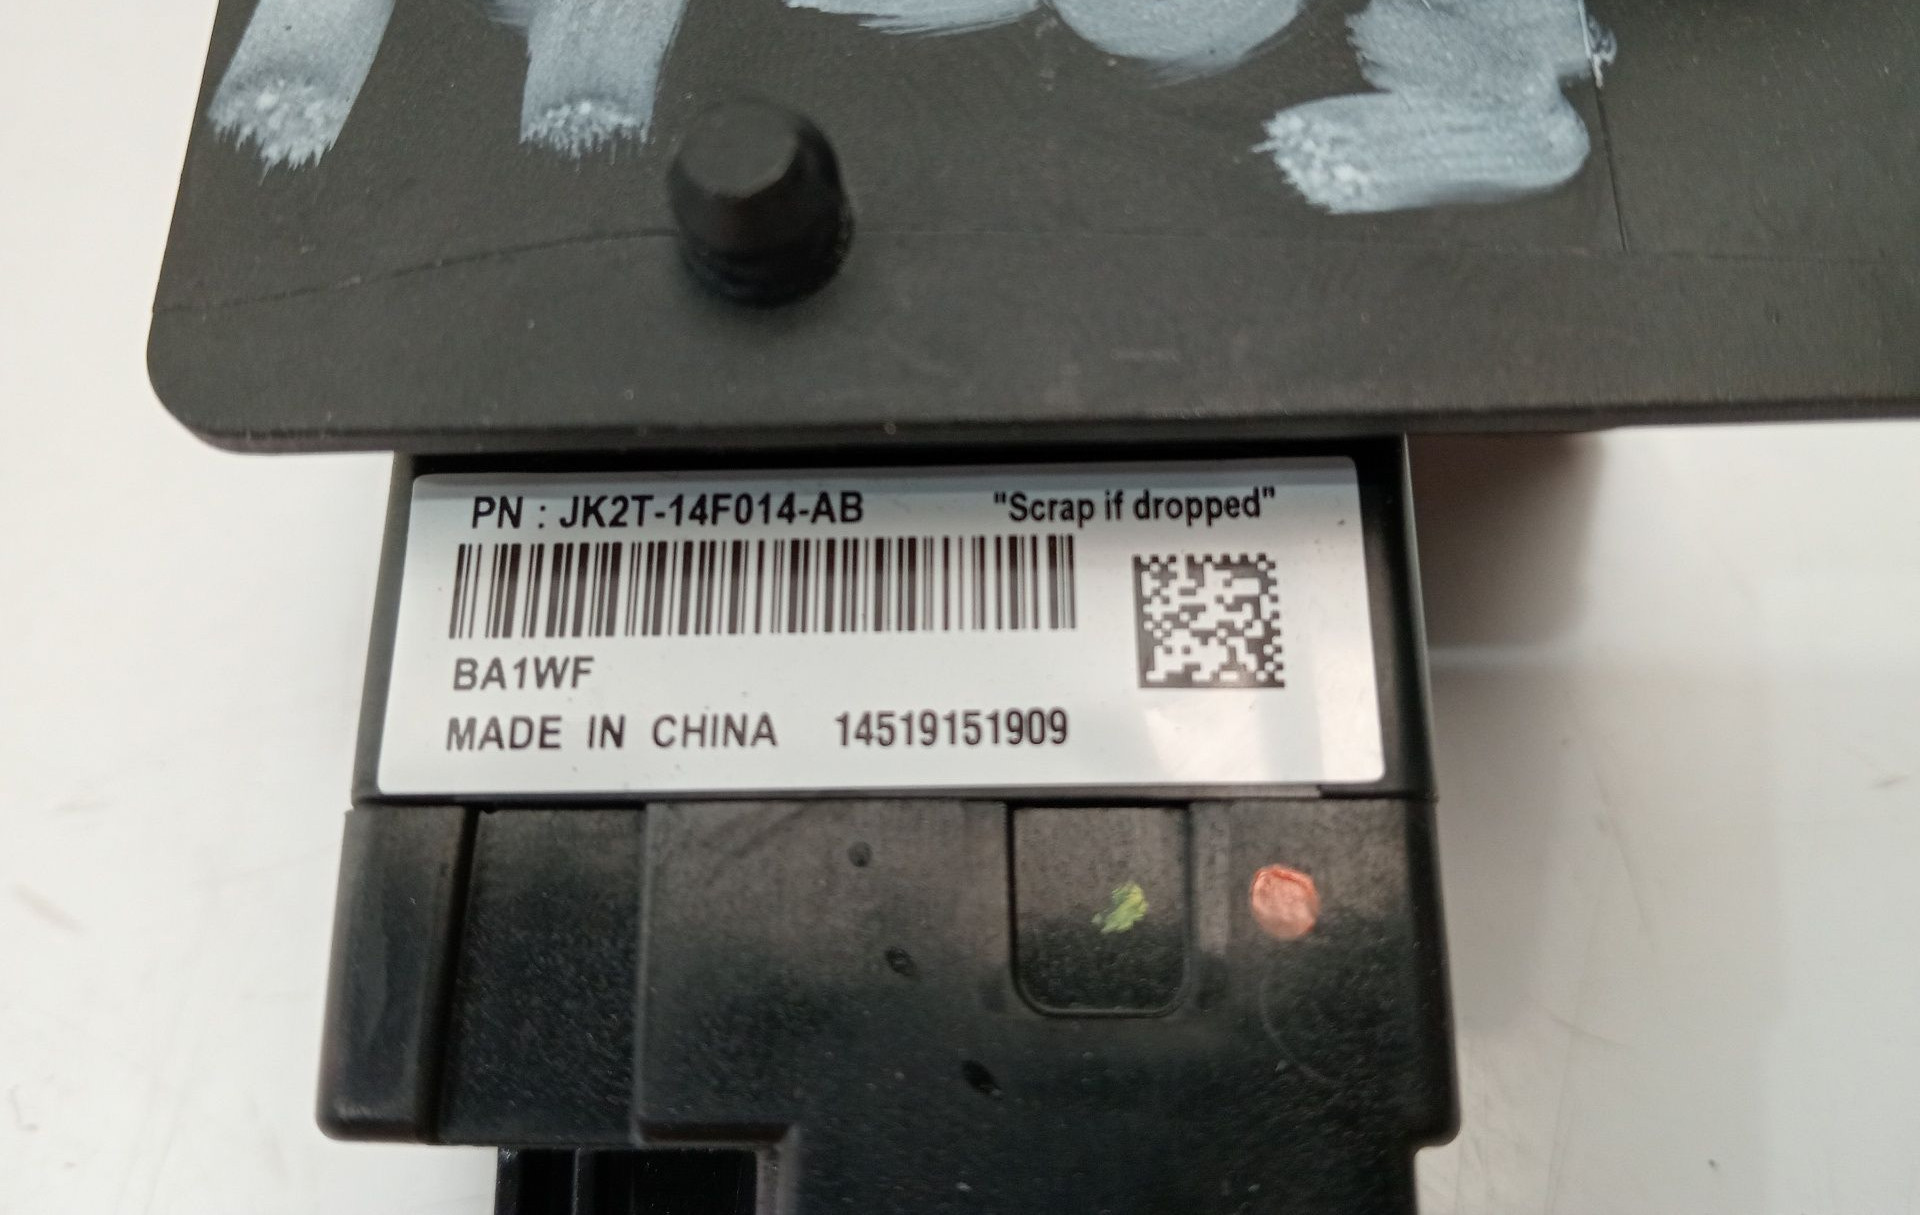 PN : JK2T-14F014-AB "Scrap if dropped"
BA1WF
MADE IN CHINA 14519151909